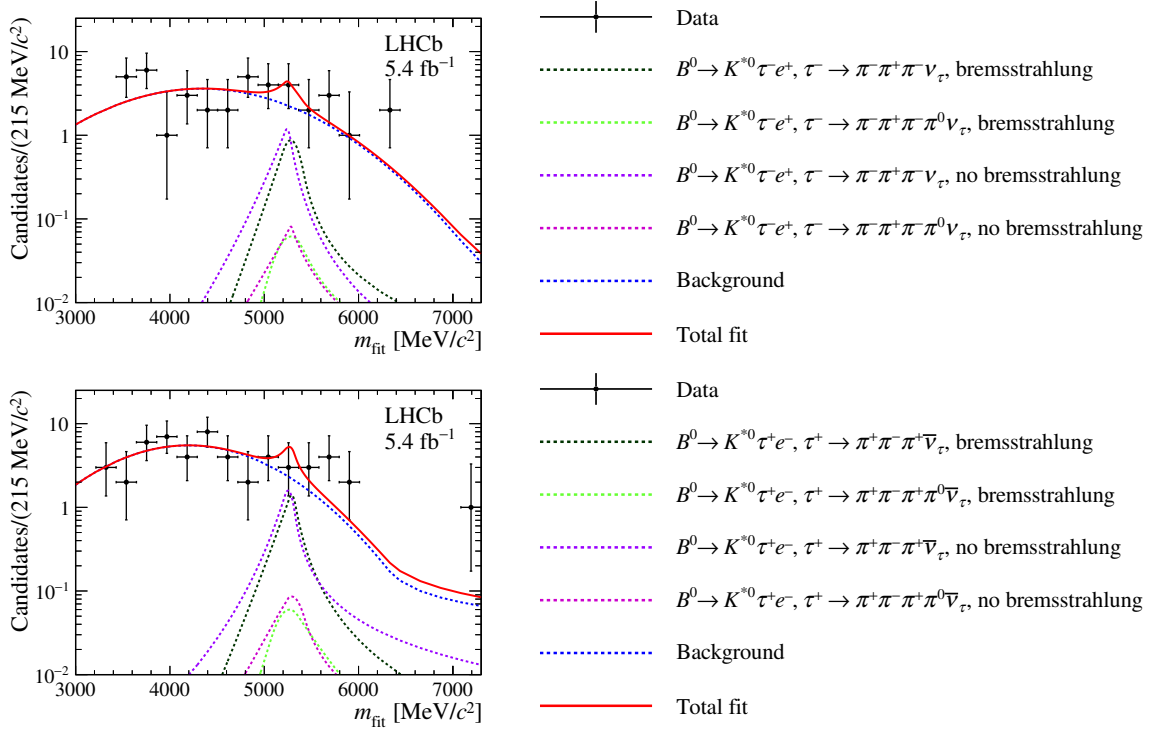 Candidates/(215 MeV/c²)
10
1
10⁻¹
10⁻²
LHCb
5.4 fb⁻¹
3000 4000 5000 6000 7000
m_fit [MeV/c²]
Data
B⁰→ K*⁰τ⁻e⁺, τ⁻ → π⁻π⁺π⁻ν_τ, bremsstrahlung
B⁰→ K*⁰τ⁻e⁺, τ⁻ → π⁻π⁺π⁻π⁰ν_τ, bremsstrahlung
B⁰→ K*⁰τ⁻e⁺, τ⁻ → π⁻π⁺π⁻ν_τ, no bremsstrahlung
B⁰→ K*⁰τ⁻e⁺, τ⁻ → π⁻π⁺π⁻π⁰ν_τ, no bremsstrahlung
Background
Total fit
Candidates/(215 MeV/c²)
10
1
10⁻¹
10⁻²
LHCb
5.4 fb⁻¹
3000 4000 5000 6000 7000
m_fit [MeV/c²]
Data
B⁰→ K*⁰τ⁺e⁻, τ⁺ → π⁺π⁻π⁺ν̅_τ, bremsstrahlung
B⁰→ K*⁰τ⁺e⁻, τ⁺ → π⁺π⁻π⁺π⁰ν̅_τ, bremsstrahlung
B⁰→ K*⁰τ⁺e⁻, τ⁺ → π⁺π⁻π⁺ν̅_τ, no bremsstrahlung
B⁰→ K*⁰τ⁺e⁻, τ⁺ → π⁺π⁻π⁺π⁰ν̅_τ, no bremsstrahlung
Background
Total fit